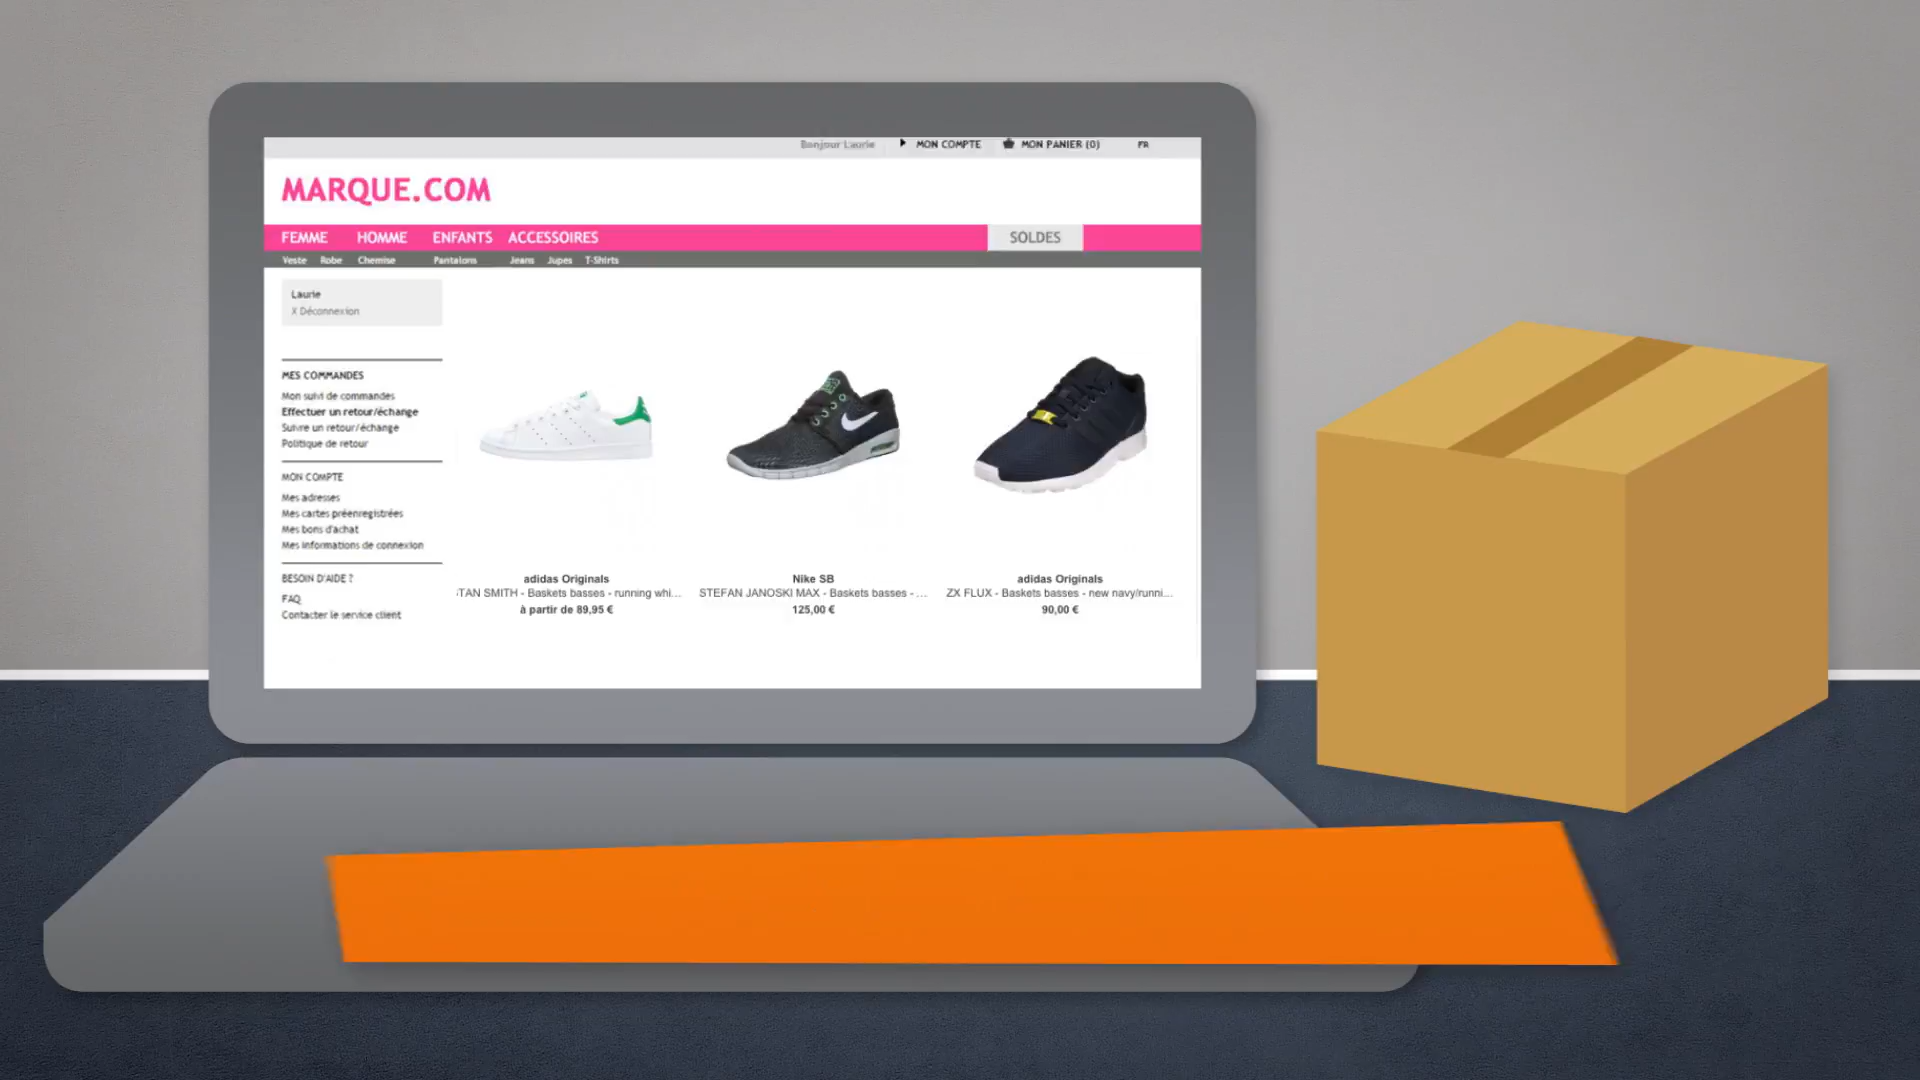 Bonjour Laurie MON COMPTE MON PANIER (0) FR
MARQUE.COM
FEMME HOMME ENFANTS ACCESSOIRES SOLDES
Veste Robe Chemise Pantalons Jeans Jupes T-Shirts
Laurie
X Déconnexion
MES COMMANDES
Mon suivi de commandes
Effectuer un retour/échange
Suivre un retour/échange
Politique de retour
MON COMPTE
Mes adresses
Mes cartes préenregistrées
Mes bons d'achat
Mes informations de connexion
BESOIN D'AIDE ?
FAQ
Contacter le service client
adidas Originals
TAN SMITH - Baskets basses - running whi...
à partir de 89,95 €
Nike SB
STEFAN JANOSKI MAX - Baskets basses - ...
125,00 €
adidas Originals
ZX FLUX - Baskets basses - new navy/runni...
90,00 €